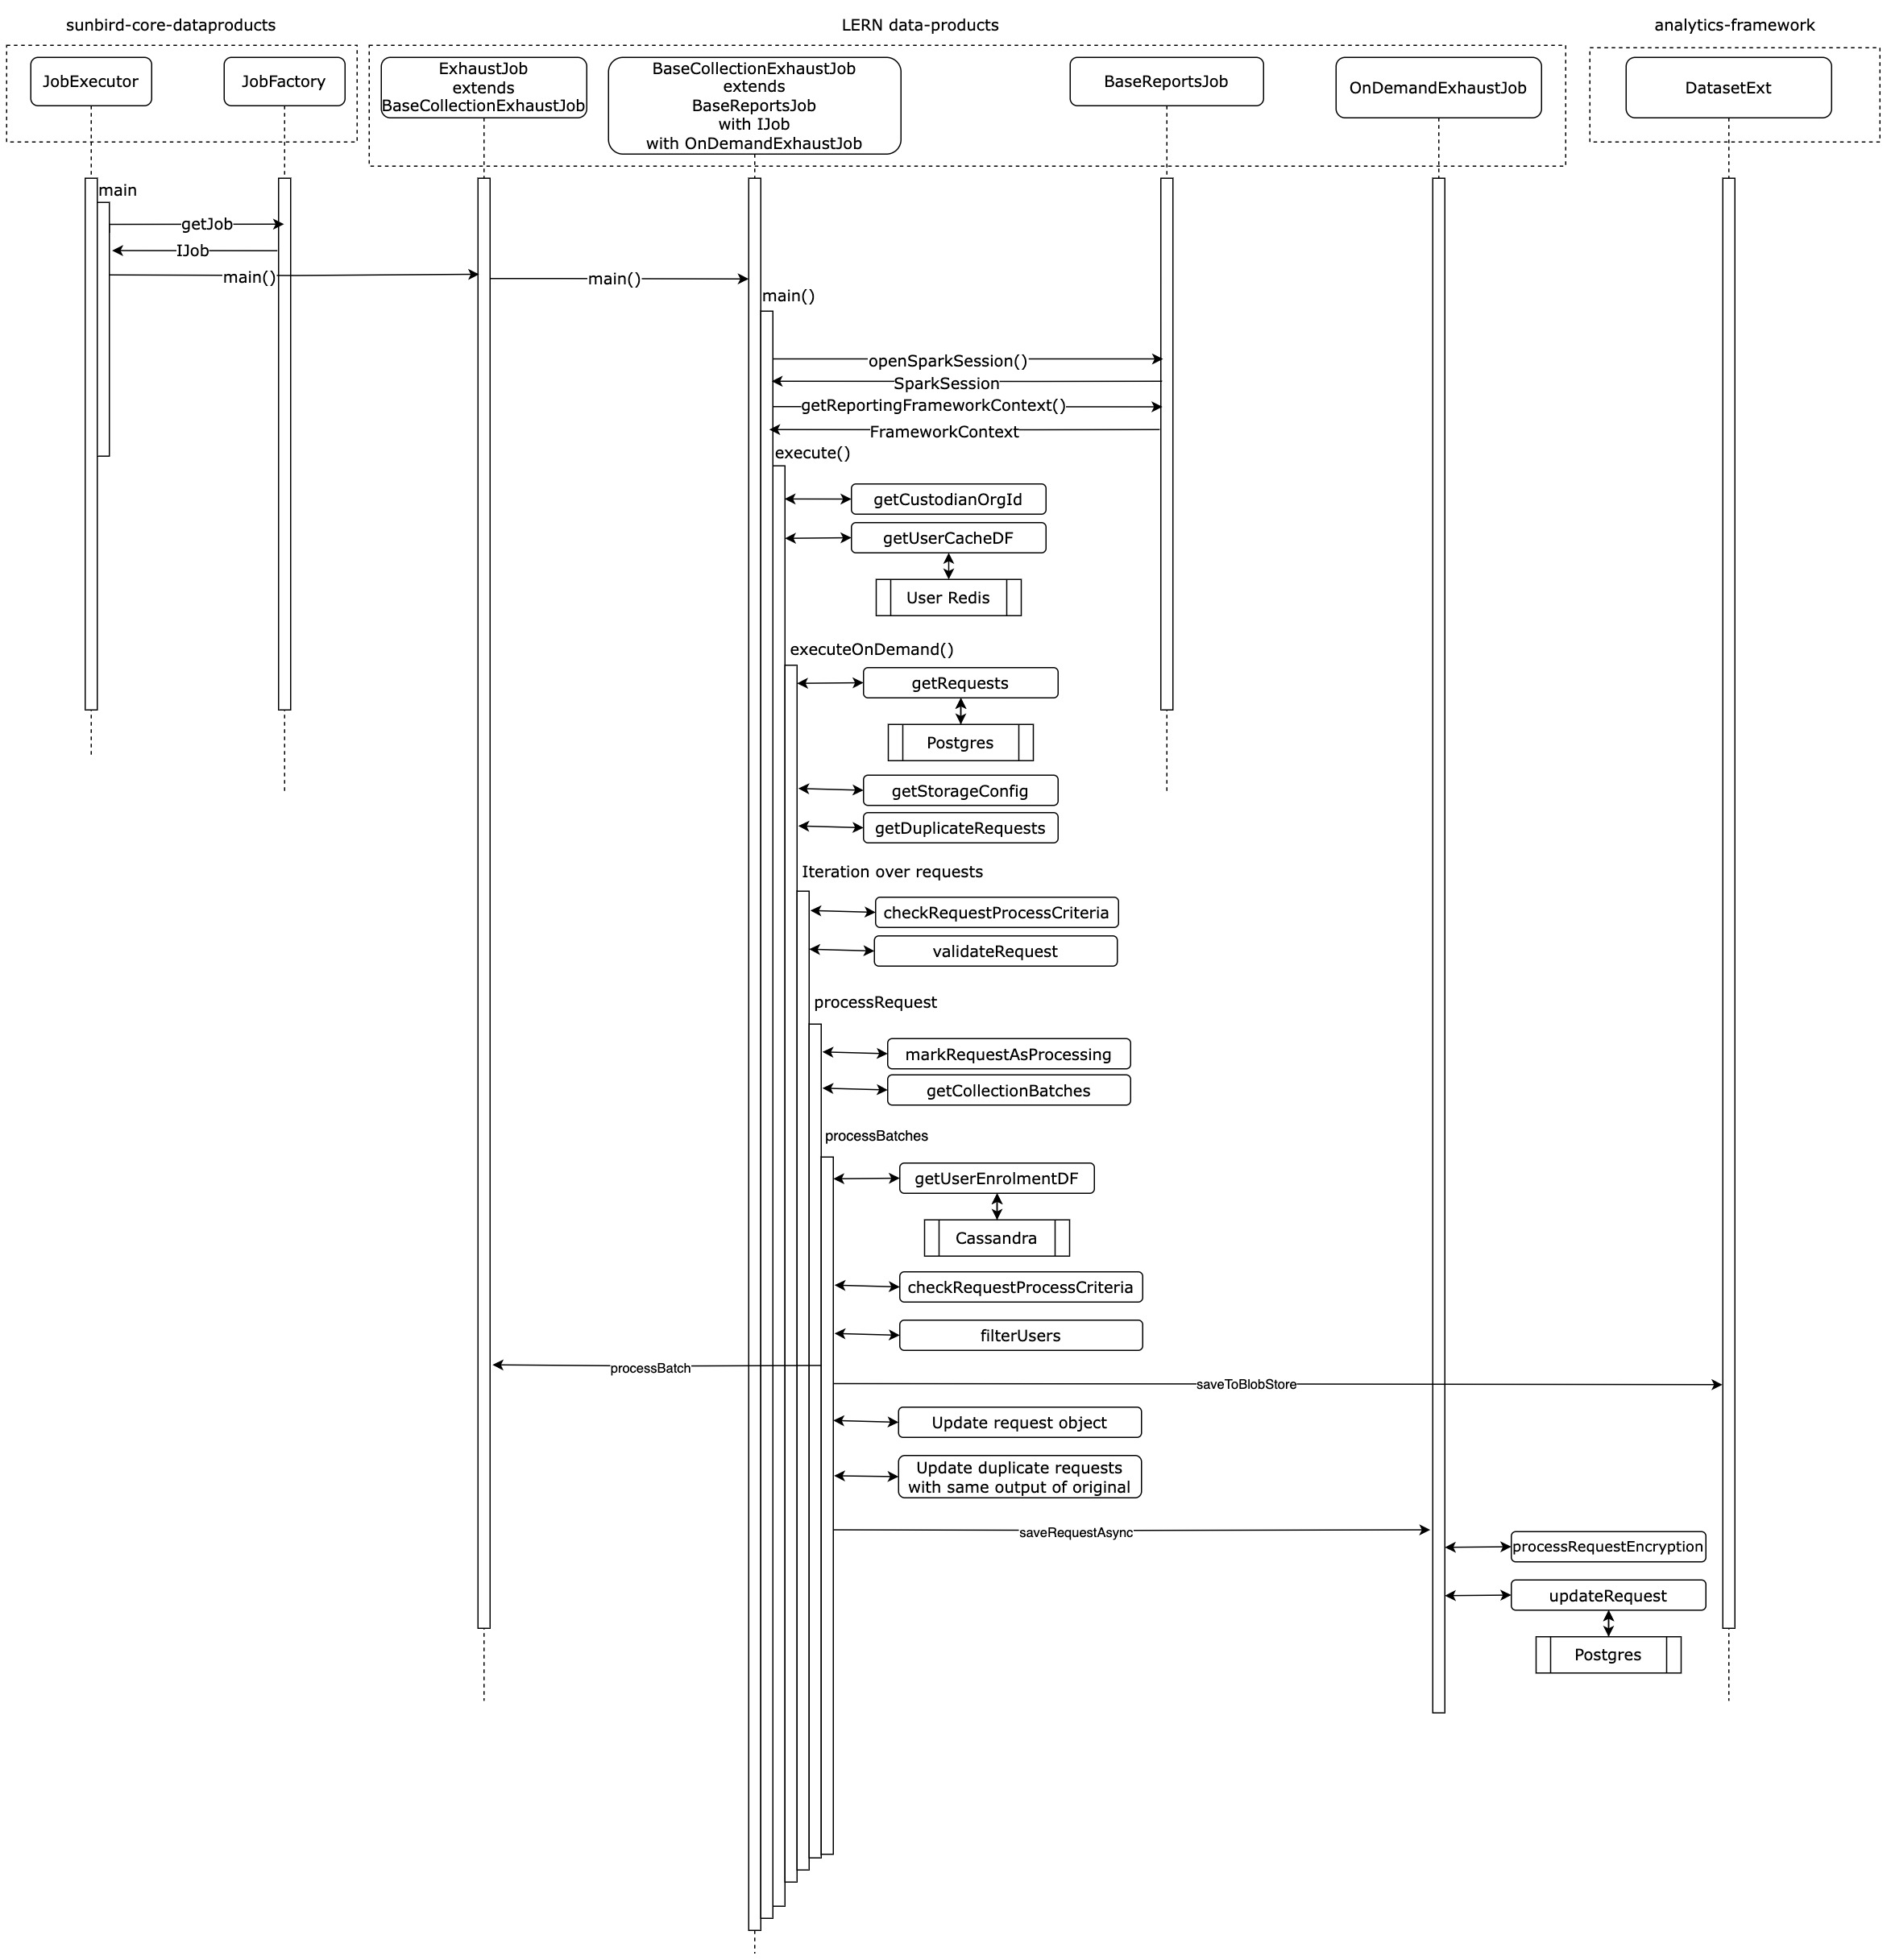 sunbird-core-dataproducts
LERN data-products
analytics-framework
JobExecutor
JobFactory
ExhaustJob
extends
BaseCollectionExhaustJob
BaseCollectionExhaustJob
extends
BaseReportsJob
with IJob
with OnDemandExhaustJob
BaseReportsJob
OnDemandExhaustJob
DatasetExt
main
getJob
IJob
main()
main()
main()
openSparkSession()
SparkSession
getReportingFrameworkContext()
FrameworkContext
execute()
getCustodianOrgId
getUserCacheDF
User Redis
executeOnDemand()
getRequests
Postgres
getStorageConfig
getDuplicateRequests
Iteration over requests
checkRequestProcessCriteria
validateRequest
processRequest
markRequestAsProcessing
getCollectionBatches
processBatches
getUserEnrolmentDF
Cassandra
checkRequestProcessCriteria
filterUsers
processBatch
saveToBlobStore
Update request object
Update duplicate requests
with same output of original
saveRequestAsync
processRequestEncryption
updateRequest
Postgres